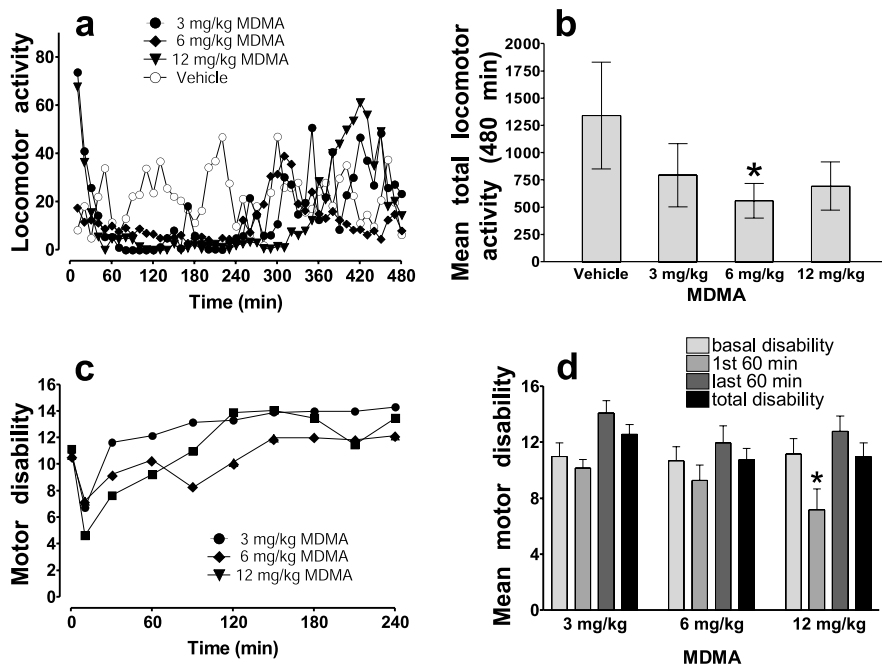 a
3 mg/kg MDMA
6 mg/kg MDMA
12 mg/kg MDMA
Vehicle
Locomotor activity
80
60
40
20
0
0 60 120 180 240 300 360 420 480
Time (min)
b
Mean total locomotor
activity (480 min)
2000
1750
1500
1250
1000
750
500
250
0
*
Vehicle 3 mg/kg 6 mg/kg 12 mg/kg
MDMA
c
Motor disability
16
14
12
10
8
6
4
2
0
3 mg/kg MDMA
6 mg/kg MDMA
12 mg/kg MDMA
0 60 120 180 240
Time (min)
d
basal disability
1st 60 min
last 60 min
total disability
Mean motor disability
16
12
8
4
0
*
3 mg/kg 6 mg/kg 12 mg/kg
MDMA